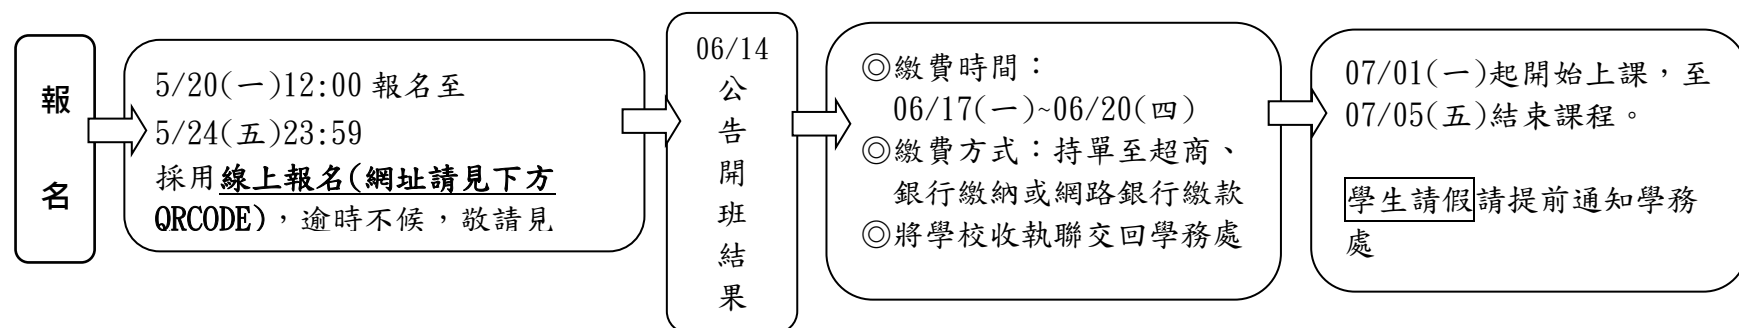 報名
5/20(一)12:00 報名至
5/24(五)23:59
採用線上報名(網址請見下方
QRCODE)，逾時不候，敬請見
06/14
公告開班結果
◎繳費時間：
06/17(一)~06/20(四)
◎繳費方式：持單至超商、
銀行繳納或網路銀行繳款
◎將學校收執聯交回學務處
07/01(一)起開始上課，至
07/05(五)結束課程。
學生請假請提前通知學務
處